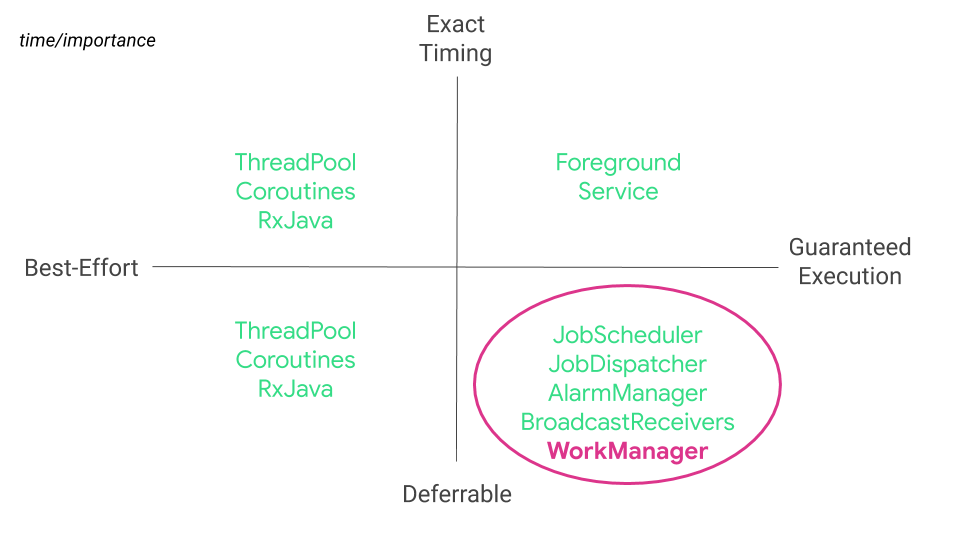 time/importance
Exact
Timing
ThreadPool
Coroutines
RxJava
Foreground
Service
Best-Effort
Guaranteed
Execution
ThreadPool
Coroutines
RxJava
JobScheduler
JobDispatcher
AlarmManager
BroadcastReceivers
WorkManager
Deferrable